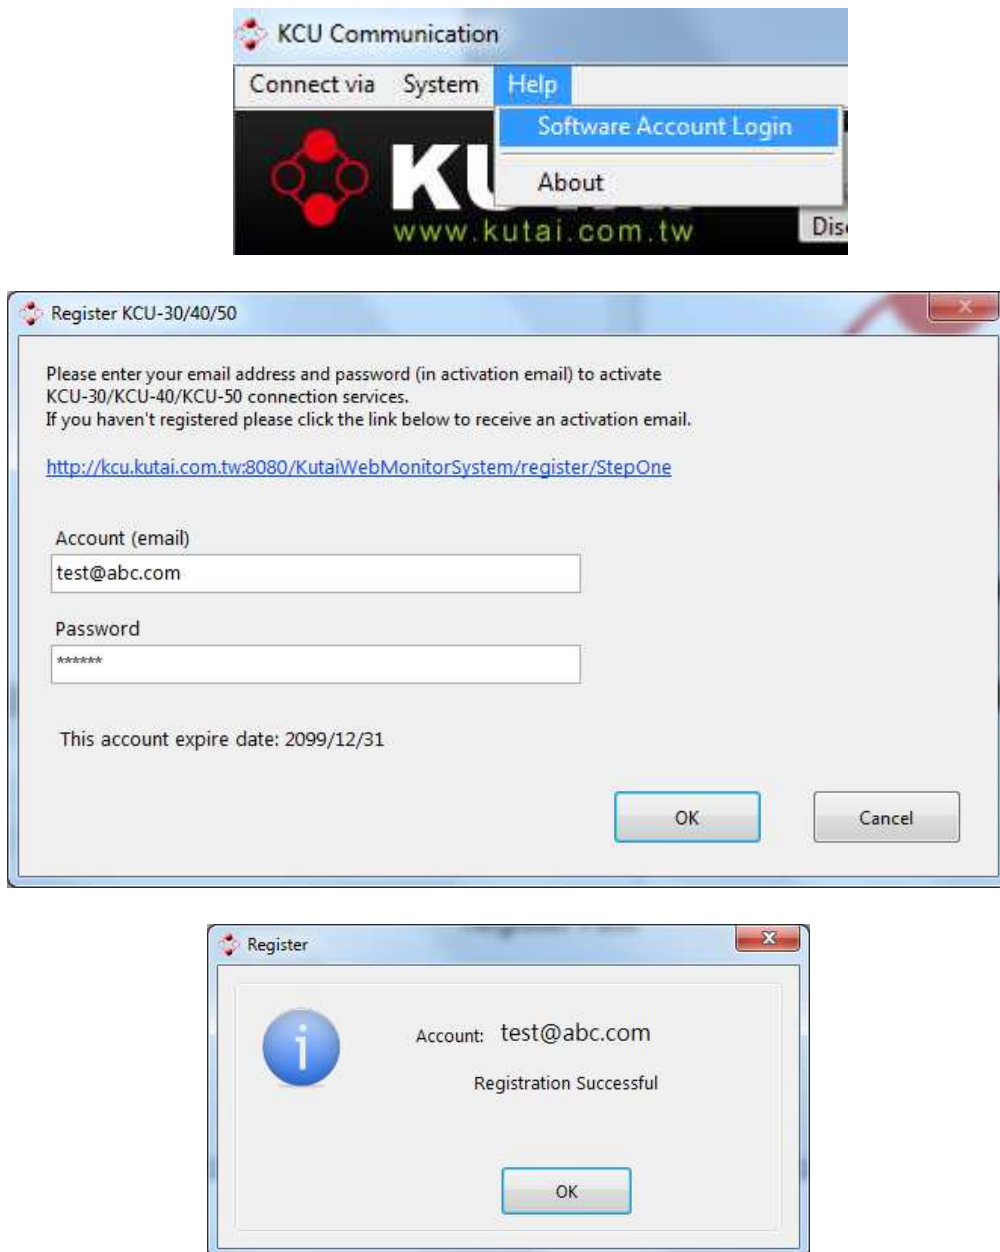 KCU Communication
Connect via System Help
Software Account Login
About
www.kutai.com.tw
Register KCU-30/40/50
Please enter your email address and password (in activation email) to activate
KCU-30/KCU-40/KCU-50 connection services.
If you haven't registered please click the link below to receive an activation email.
http://kcu.kutai.com.tw:8080/KutaiWebMonitorSystem/register/StepOne
Account (email)
test@abc.com
Password
******
This account expire date: 2099/12/31
OK Cancel
Register
Account: test@abc.com
Registration Successful
OK